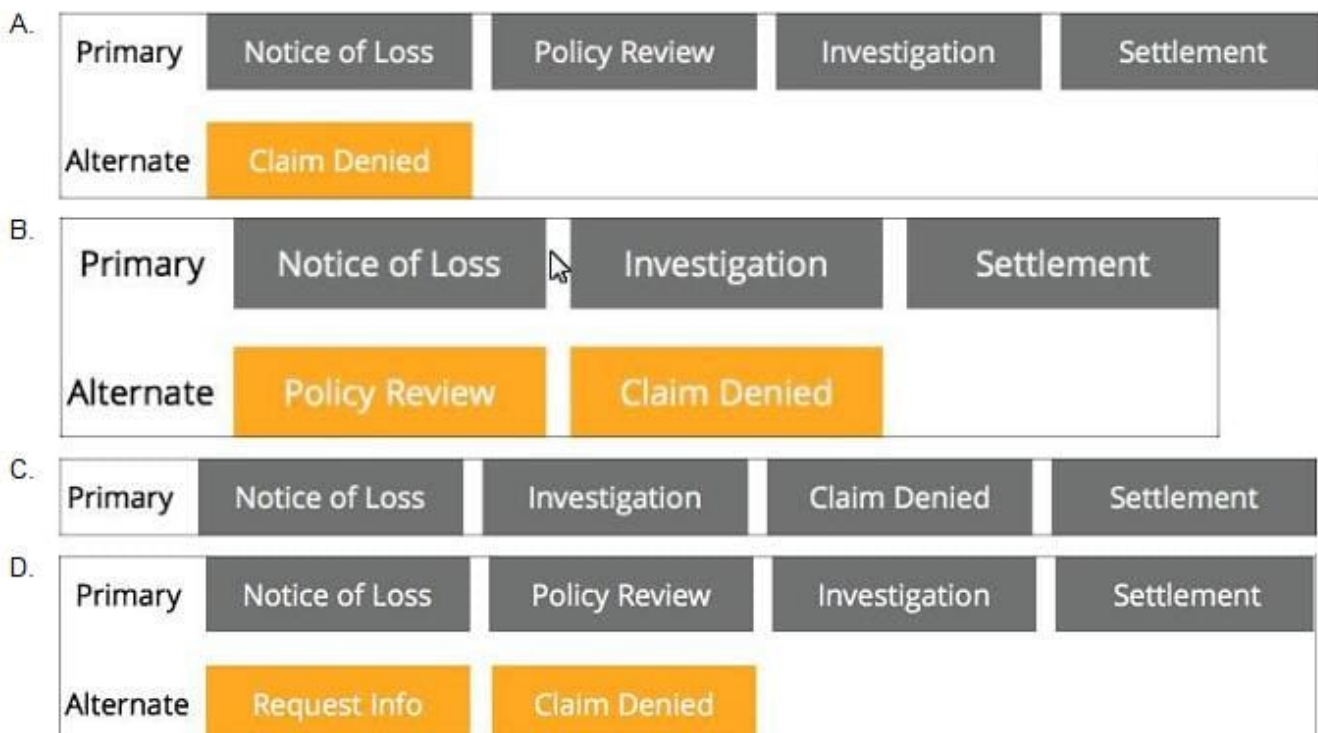 A.
Primary Notice of Loss Policy Review Investigation Settlement
Alternate Claim Denied
B.
Primary Notice of Loss Investigation Settlement
Alternate Policy Review Claim Denied
C.
Primary Notice of Loss Investigation Claim Denied Settlement
D.
Primary Notice of Loss Policy Review Investigation Settlement
Alternate Request Info Claim Denied